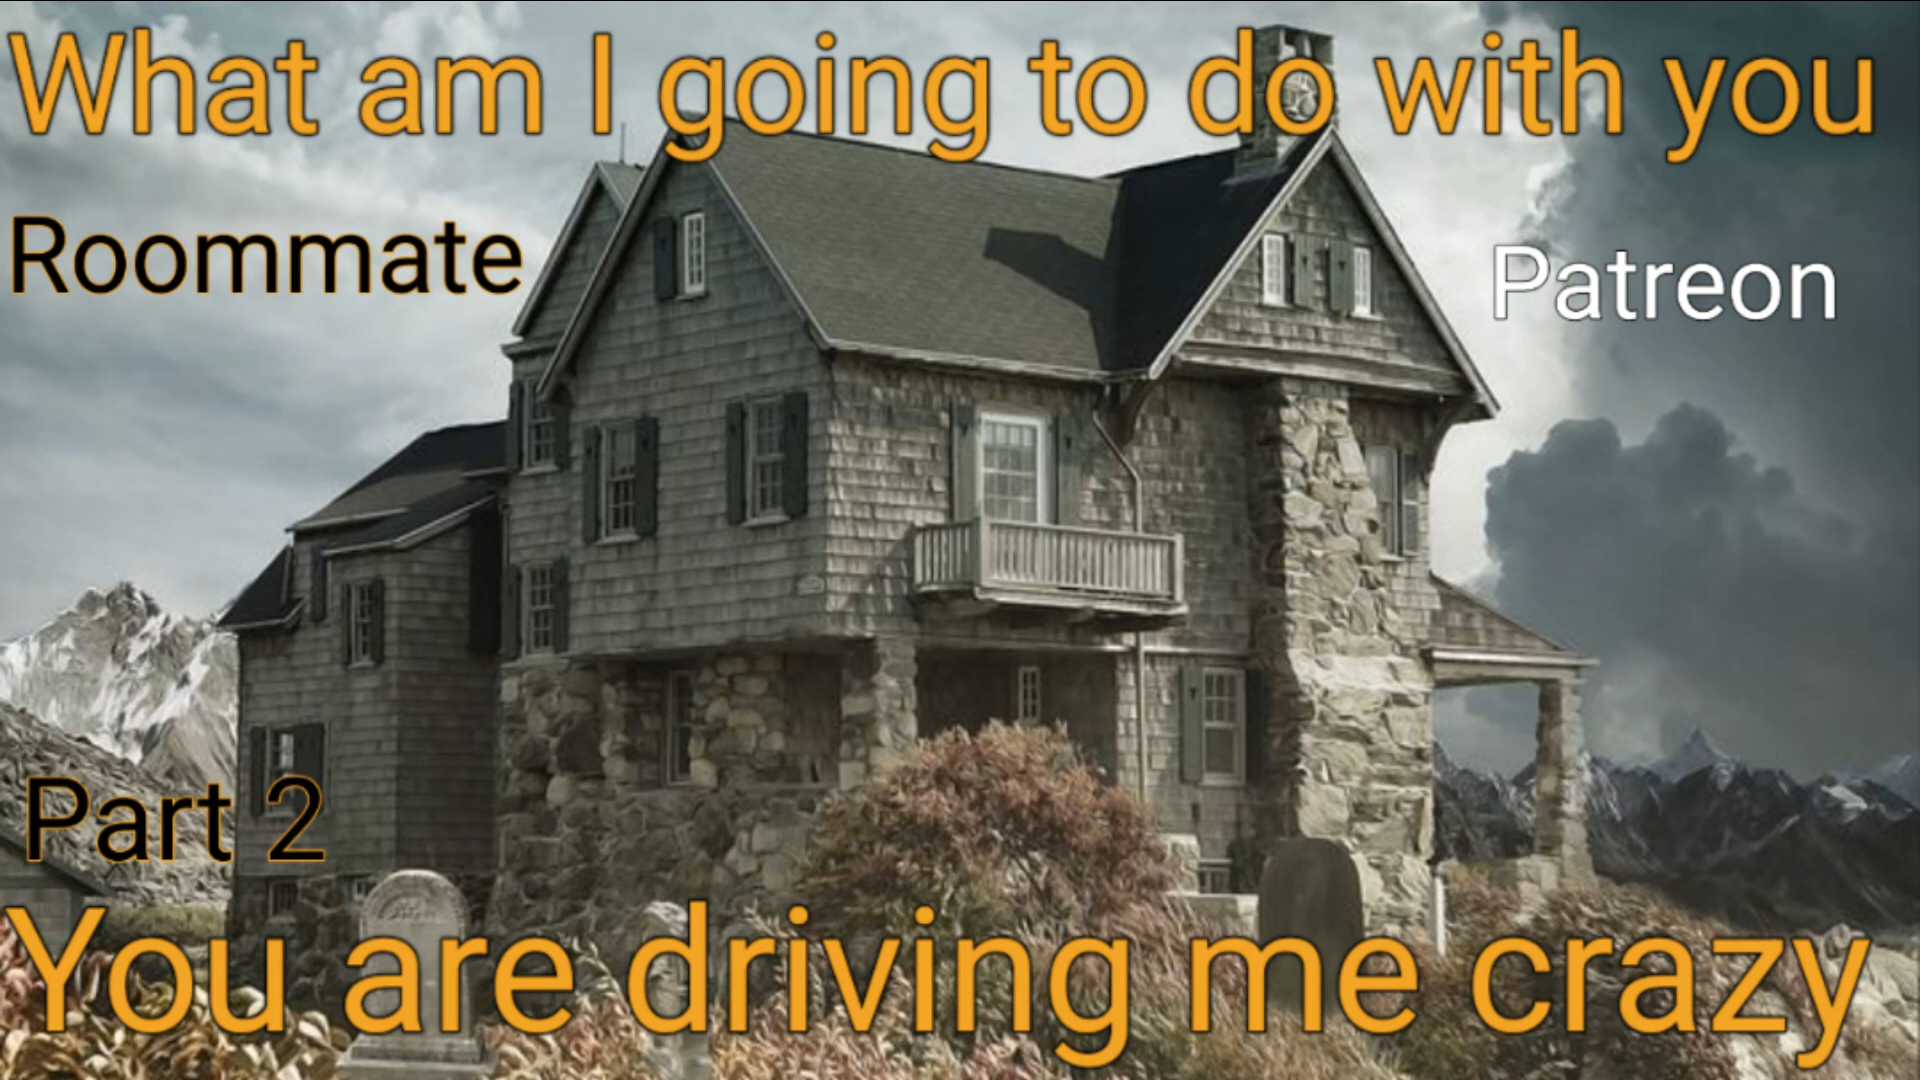 What am I going to do with you
Roommate
Patreon
Part 2
You are driving me crazy